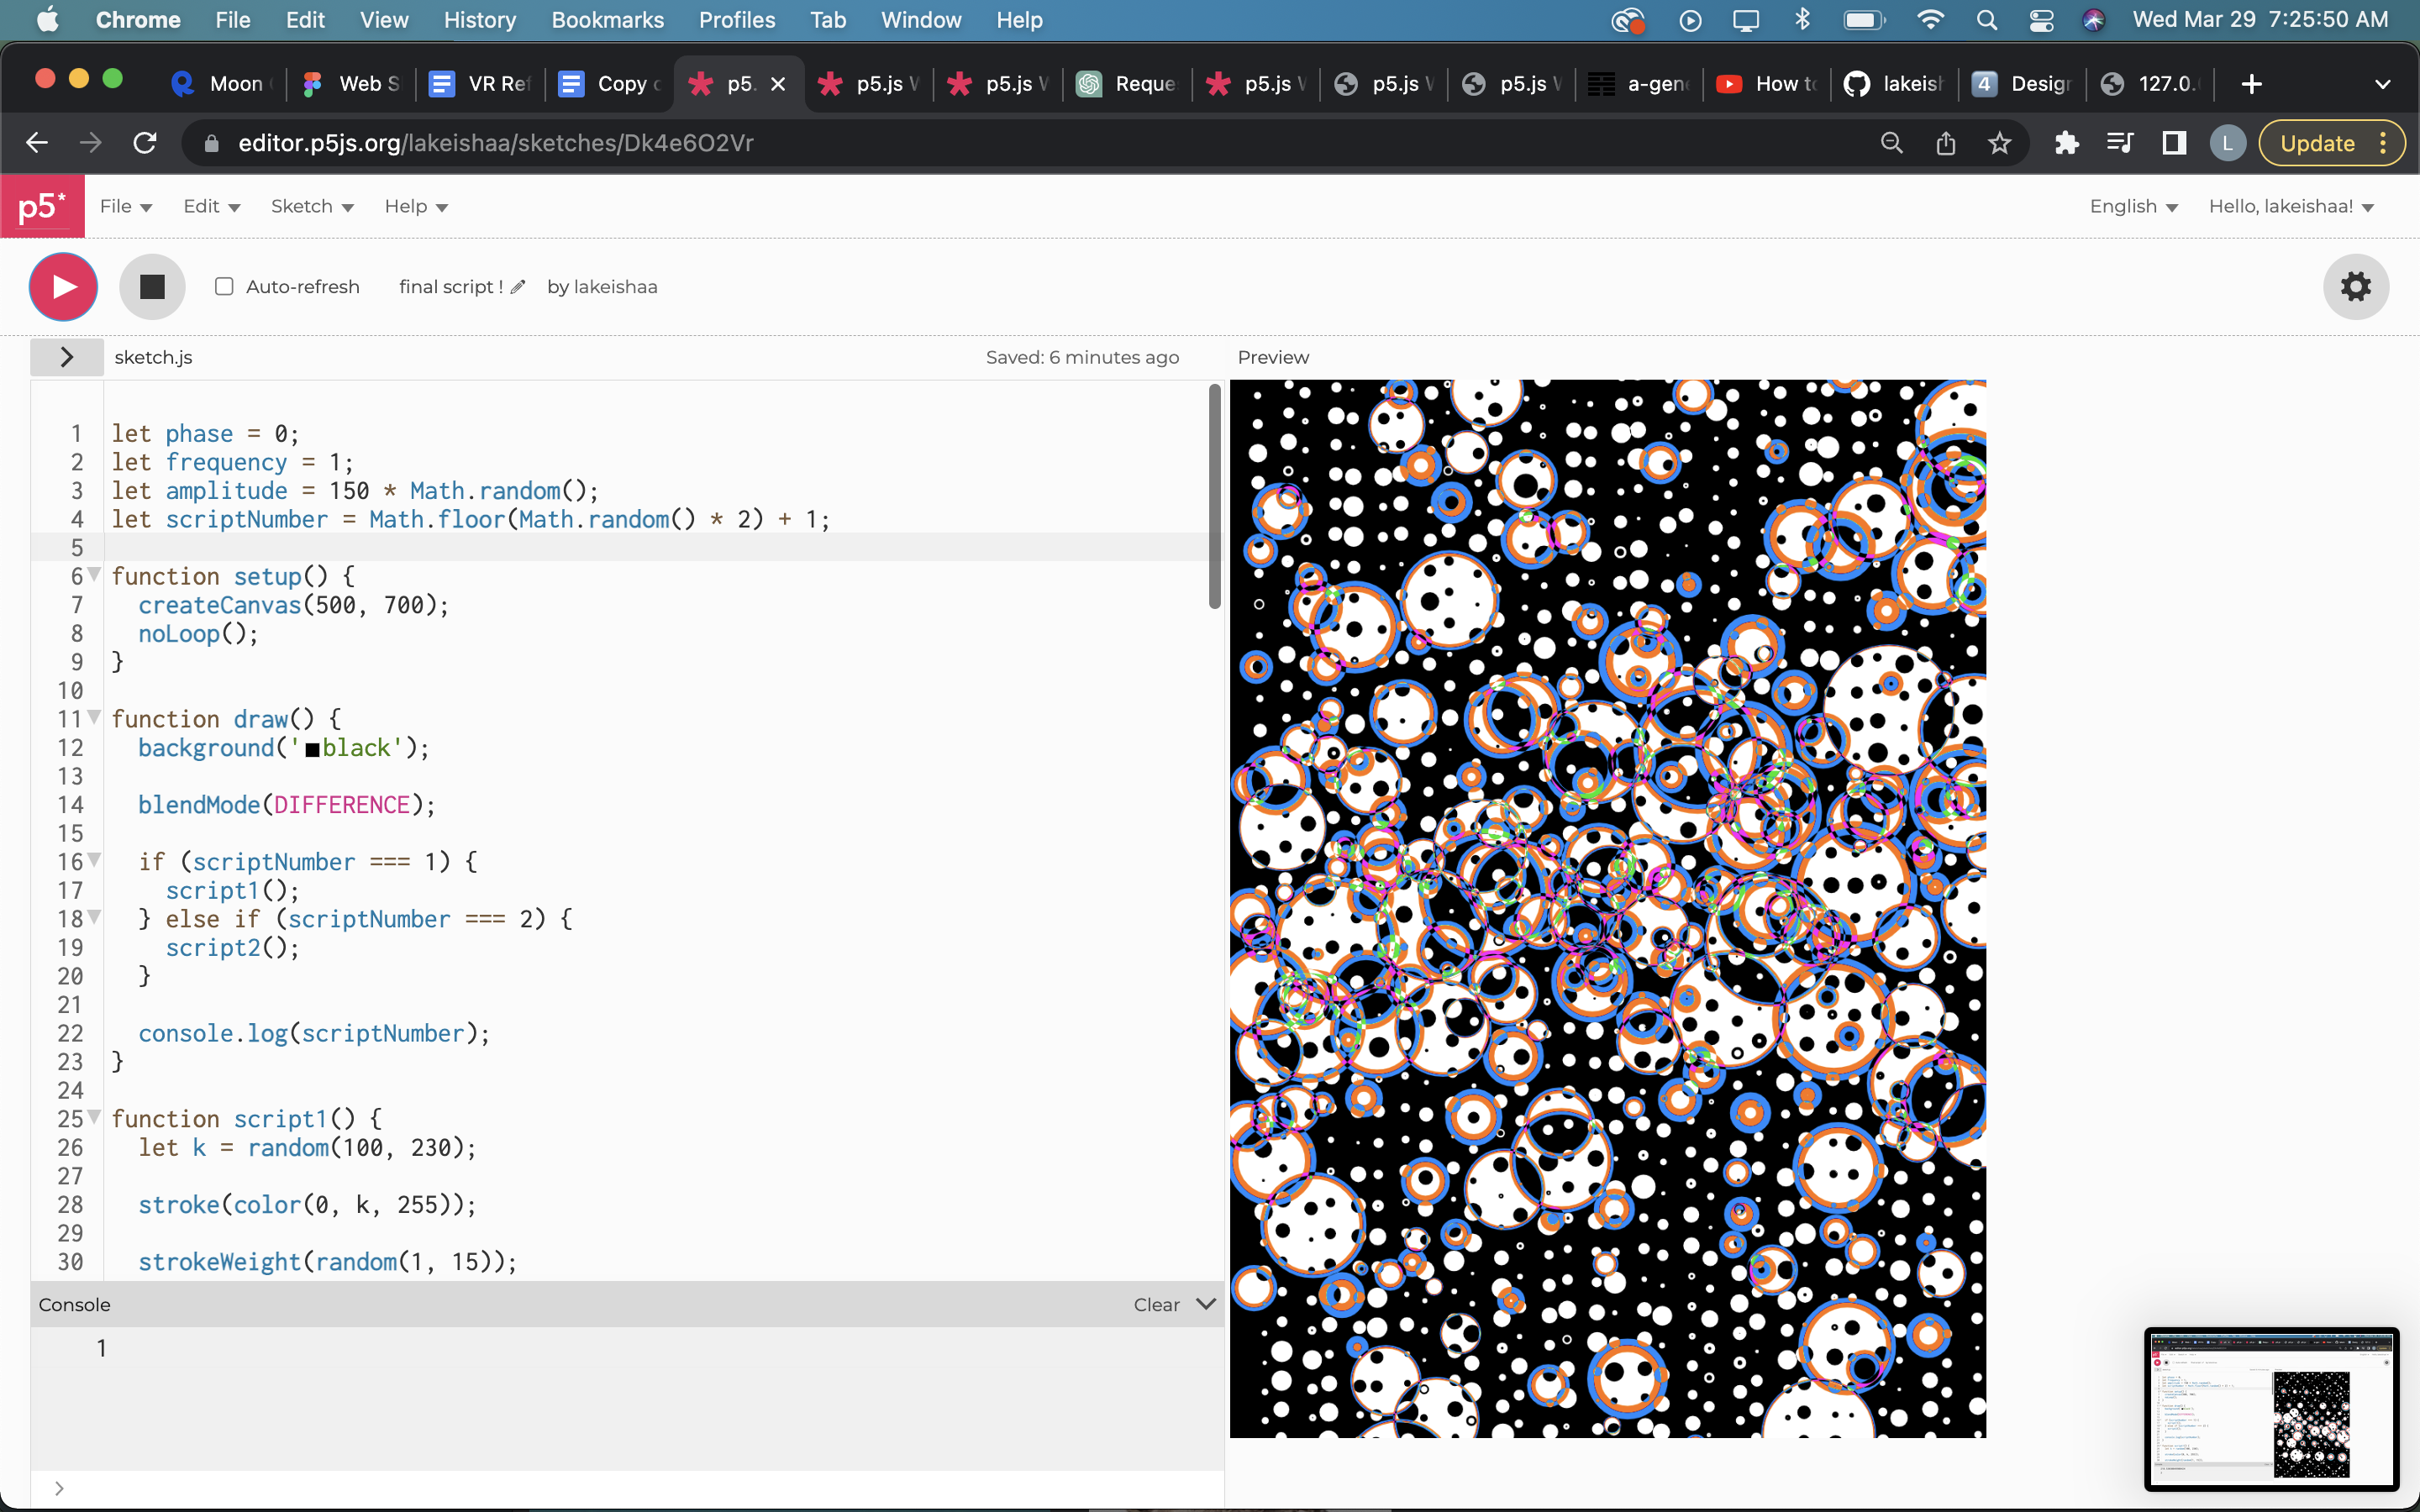 Chrome File Edit View History Bookmarks Profiles Tab Window Help Wed Mar 29 7:25:50 AM
Moon Web S VR Ref Copy p5. p5.js p5.js Reque p5.js p5.js p5.js a-gen How to lakeish 4 Design 127.0.
editor.p5js.org/lakeishaa/sketches/Dk4e6O2Vr L Update
p5* File Edit Sketch Help English Hello, lakeishaa!
Auto-refresh final script ! by lakeishaa
sketch.js Saved: 6 minutes ago Preview
1 let phase = 0;
2 let frequency = 1;
3 let amplitude = 150 * Math.random();
4 let scriptNumber = Math.floor(Math.random() * 2) + 1;
5
6 function setup() {
7 createCanvas(500, 700);
8 noLoop();
9 }
10
11 function draw() {
12 background('black');
13
14 blendMode(DIFFERENCE);
15
16 if (scriptNumber === 1) {
17 script1();
18 } else if (scriptNumber === 2) {
19 script2();
20 }
21
22 console.log(scriptNumber);
23 }
24
25 function script1() {
26 let k = random(100, 230);
27
28 stroke(color(0, k, 255));
29
30 strokeWeight(random(1, 15));
Console Clear
1
>